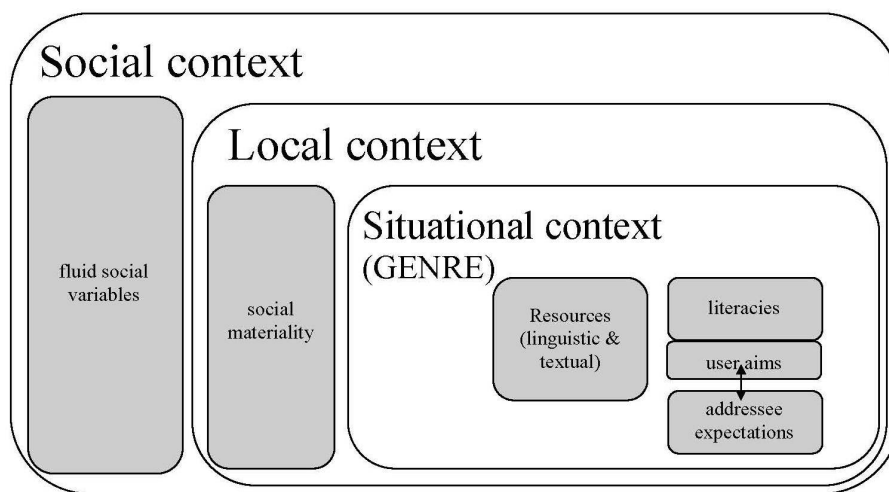 Social context
Local context
Situational context
(GENRE)
fluid social
variables
social
materiality
Resources
(linguistic &
textual)
literacies
user aims
addressee
expectations